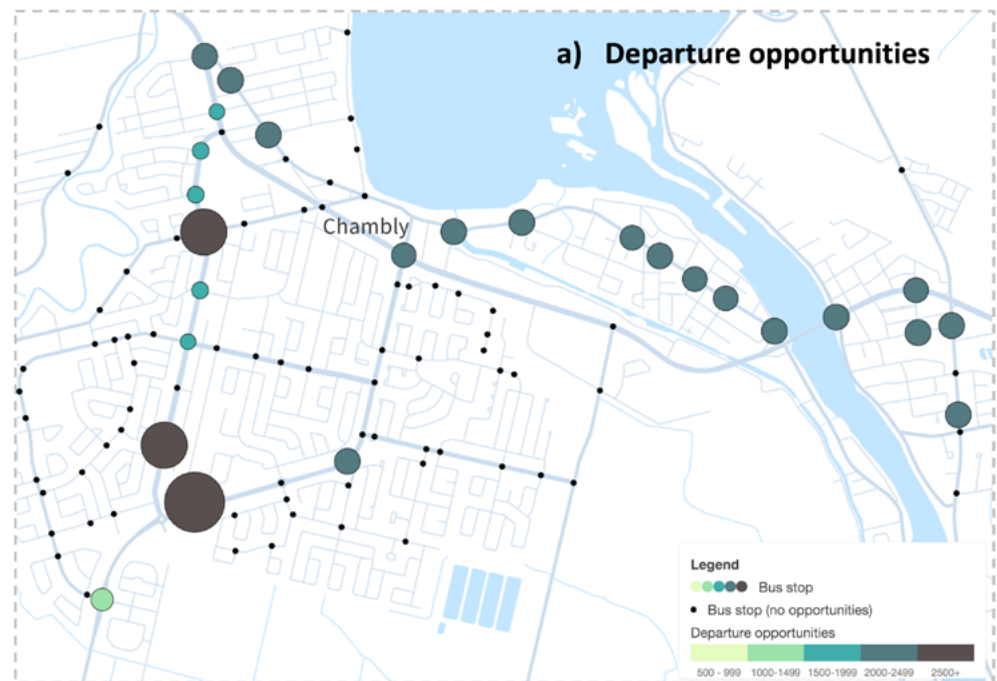 a) Departure opportunities
Chambly
Legend
Bus stop
Bus stop (no opportunities)
Departure opportunities
500 - 999 1000-1499 1500-1999 2000-2499 2500+